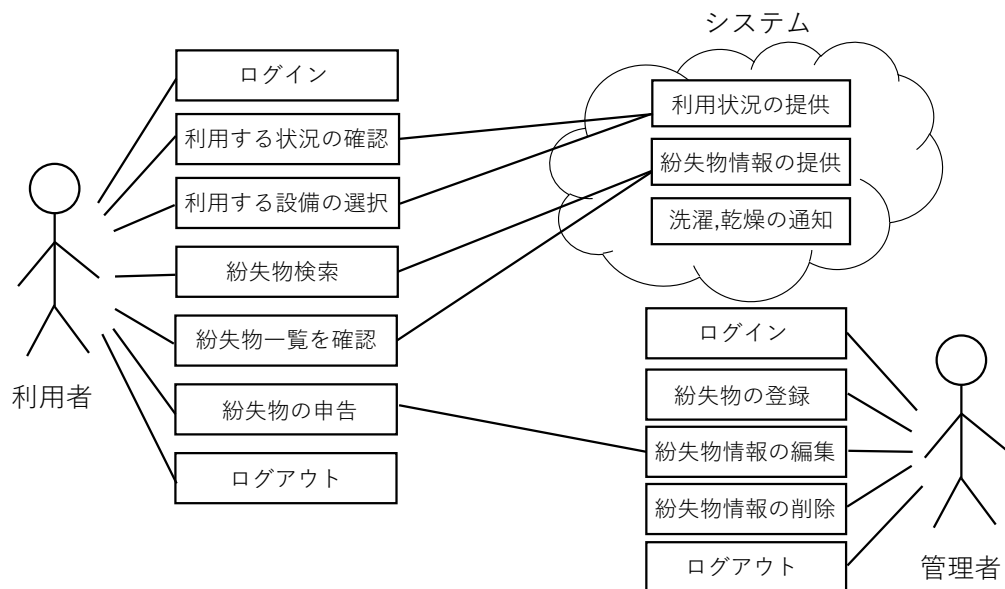 システム
ログイン
利用する状況の確認
利用する設備の選択
紛失物検索
紛失物一覧を確認
紛失物の申告
ログアウト
利用者
利用状況の提供
紛失物情報の提供
洗濯,乾燥の通知
ログイン
紛失物の登録
紛失物情報の編集
紛失物情報の削除
ログアウト
管理者